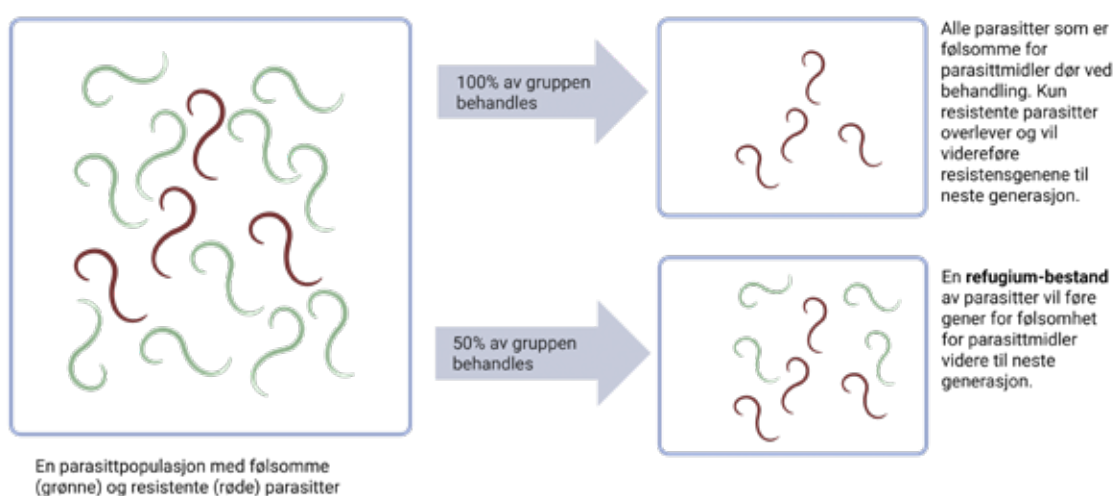 100% av gruppen
behandles
Alle parasitter som er
følsomme for
parasittmidler dør ved
behandling. Kun
resistente parasitter
overlever og vil
videreføre
resistensgenene til
neste generasjon.
50% av gruppen
behandles
En refugium-bestand
av parasitter vil føre
gener for følsomhet
for parasittmidler
videre til neste
generasjon.
En parasittpopulasjon med følsomme
(grønne) og resistente (røde) parasitter